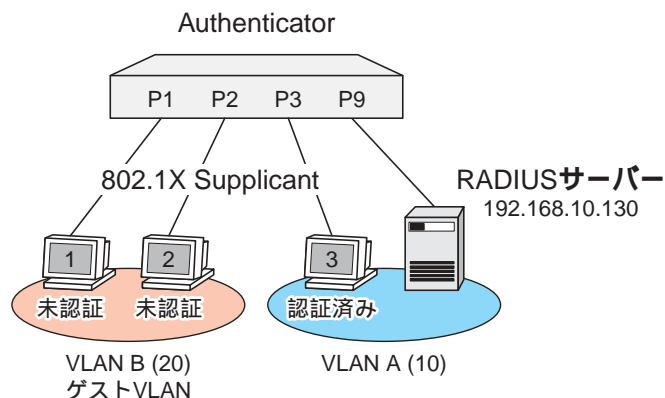 Authenticator
P1 P2 P3 P9
802.1X Supplicant
RADIUSサーバー
192.168.10.130
1 2 3
未認証 未認証 認証済み
VLAN B (20) VLAN A (10)
ゲストVLAN